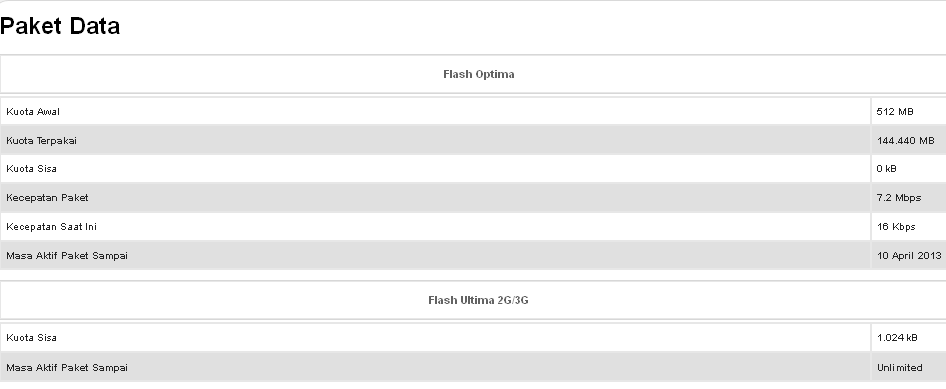 Paket Data
Flash Optima
Kuota Awal 512 MB
Kuota Terpakai 144.440 MB
Kuota Sisa 0 kB
Kecepatan Paket 7.2 Mbps
Kecepatan Saat Ini 16 Kbps
Masa Aktif Paket Sampai 10 April 2013
Flash Ultima 2G/3G
Kuota Sisa 1.024 kB
Masa Aktif Paket Sampai Unlimited